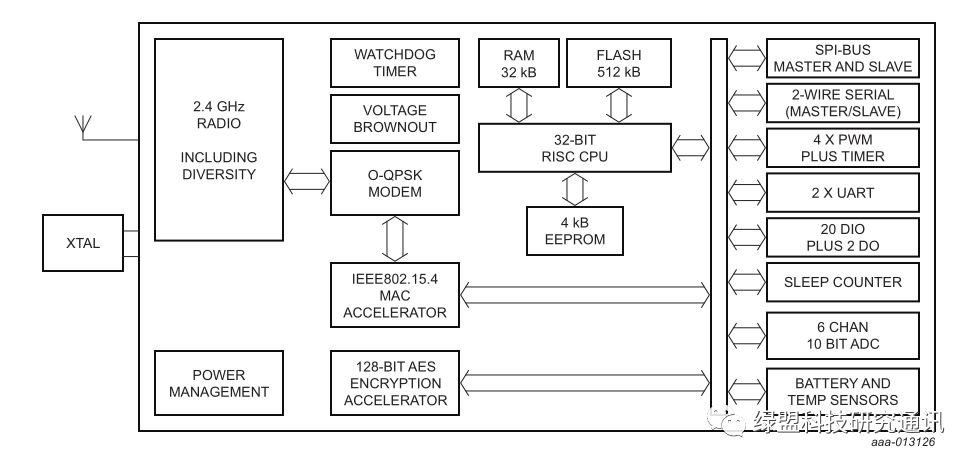 2.4 GHz
RADIO
INCLUDING
DIVERSITY
XTAL
POWER
MANAGEMENT
WATCHDOG
TIMER
VOLTAGE
BROWNOUT
O-QPSK
MODEM
IEEE802.15.4
MAC
ACCELERATOR
128-BIT AES
ENCRYPTION
ACCELERATOR
RAM
32 kB
FLASH
512 kB
32-BIT
RISC CPU
4 kB
EEPROM
SPI-BUS
MASTER AND SLAVE
2-WIRE SERIAL
(MASTER/SLAVE)
4 X PWM
PLUS TIMER
2 X UART
20 DIO
PLUS 2 DO
SLEEP COUNTER
6 CHAN
10 BIT ADC
BATTERY AND
TEMP SENSORS
绿盟科技研究通讯
aaa-013126